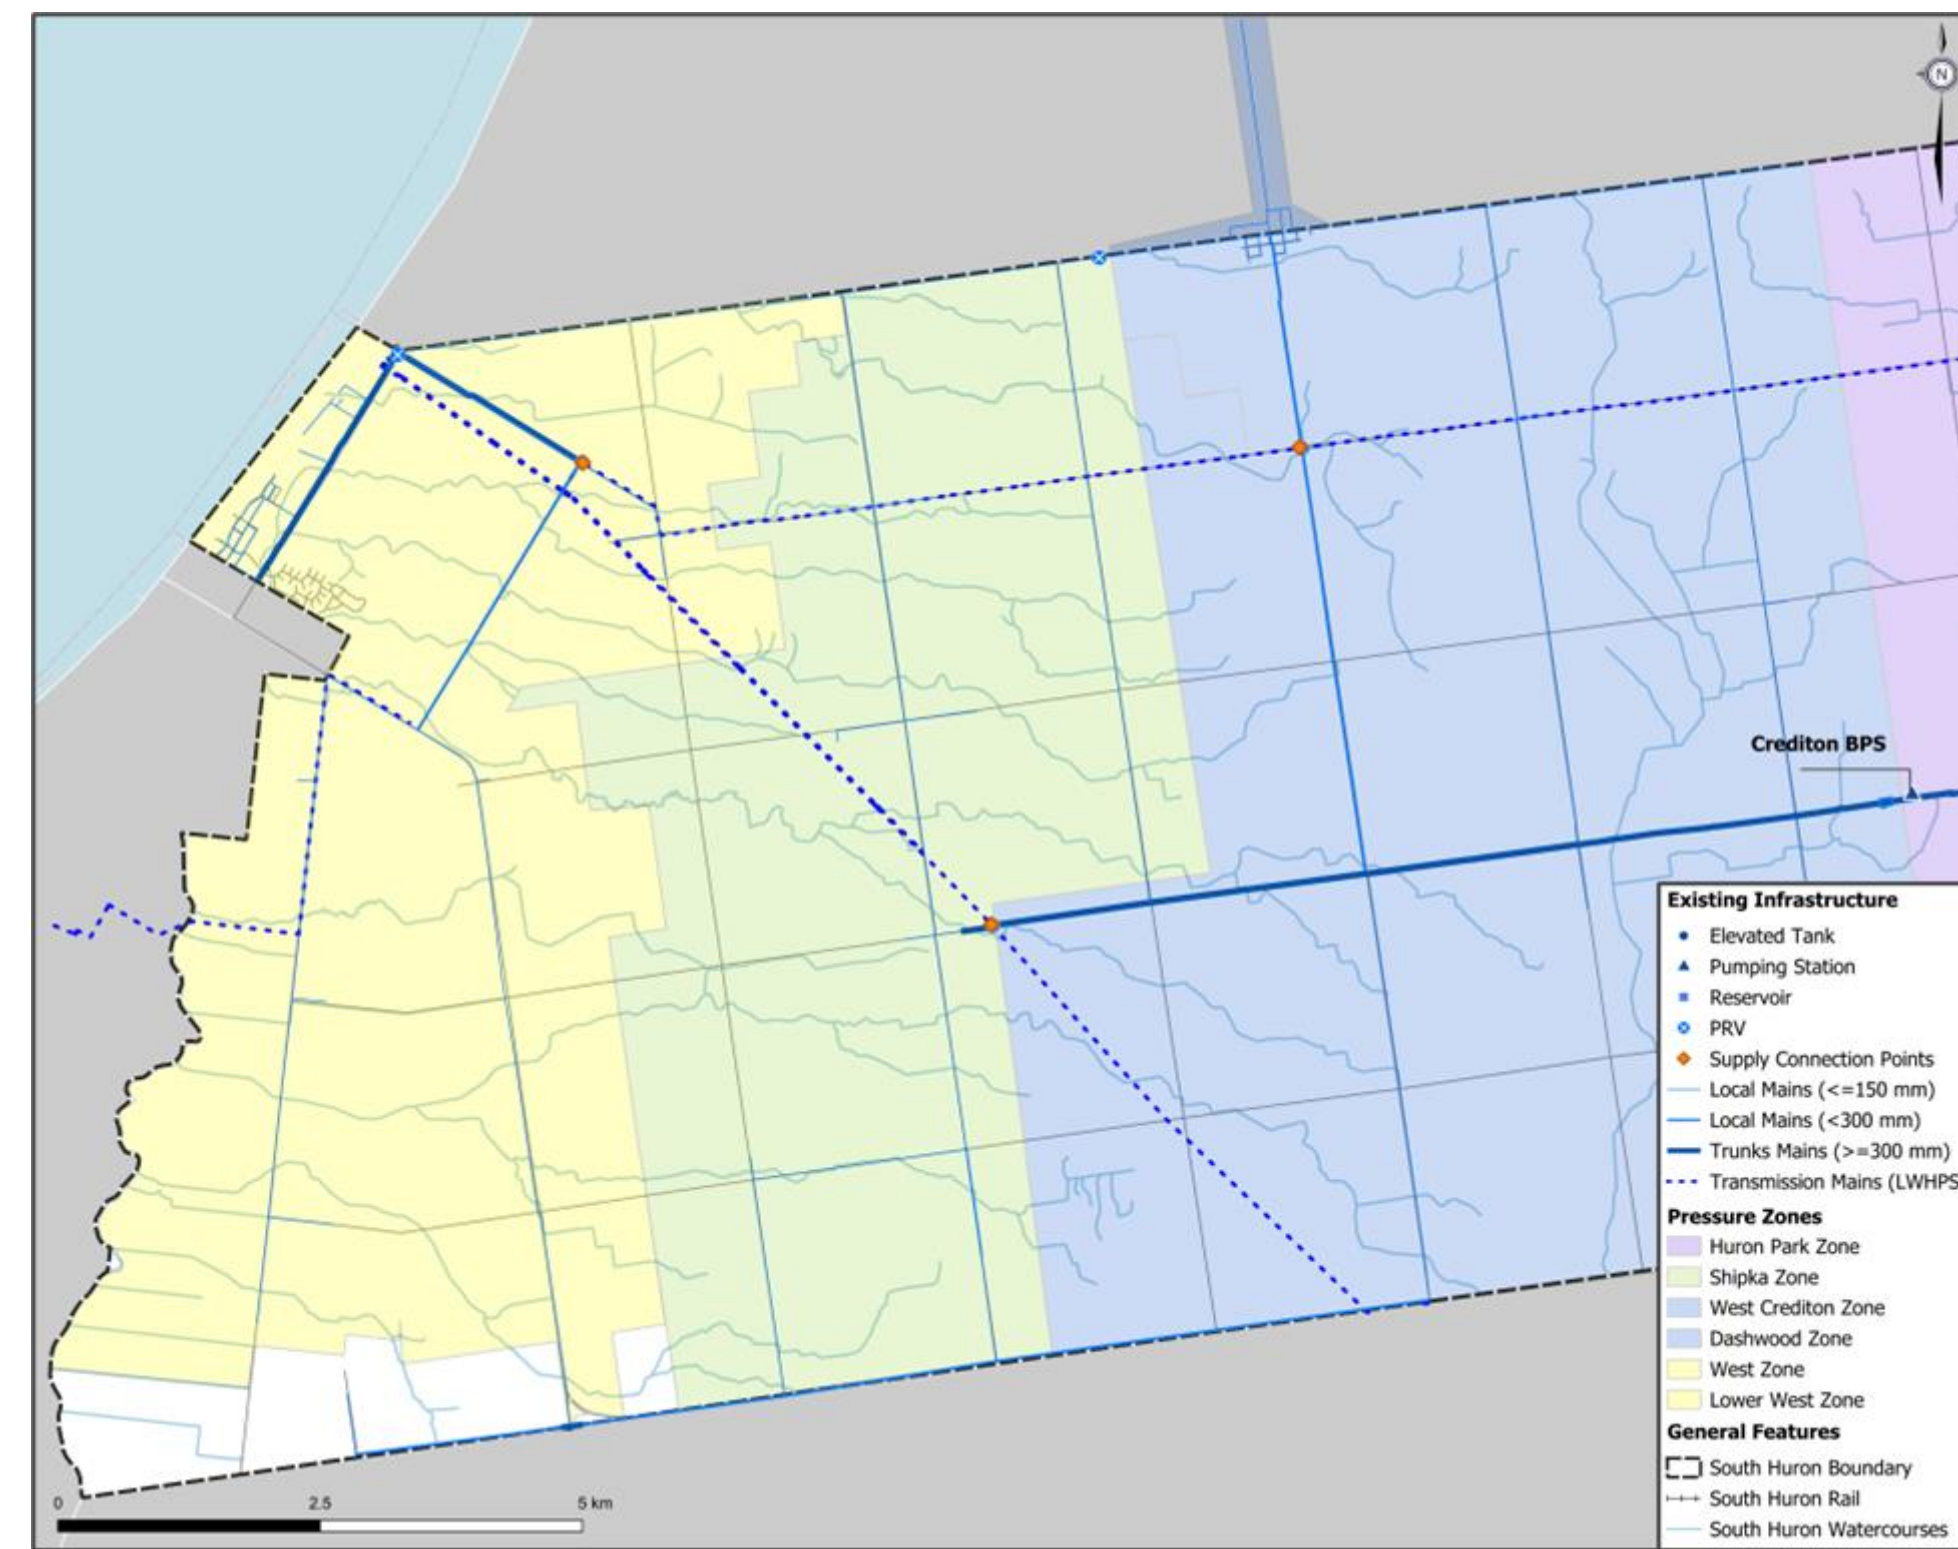 N
Crediton BPS
Existing Infrastructure
Elevated Tank
Pumping Station
Reservoir
PRV
Supply Connection Points
Local Mains (<=150 mm)
Local Mains (<300 mm)
Trunks Mains (>=300 mm)
Transmission Mains (LWHPS
Pressure Zones
Huron Park Zone
Shipka Zone
West Crediton Zone
Dashwood Zone
West Zone
Lower West Zone
General Features
South Huron Boundary
South Huron Rail
South Huron Watercourses
0 2.5 5 km